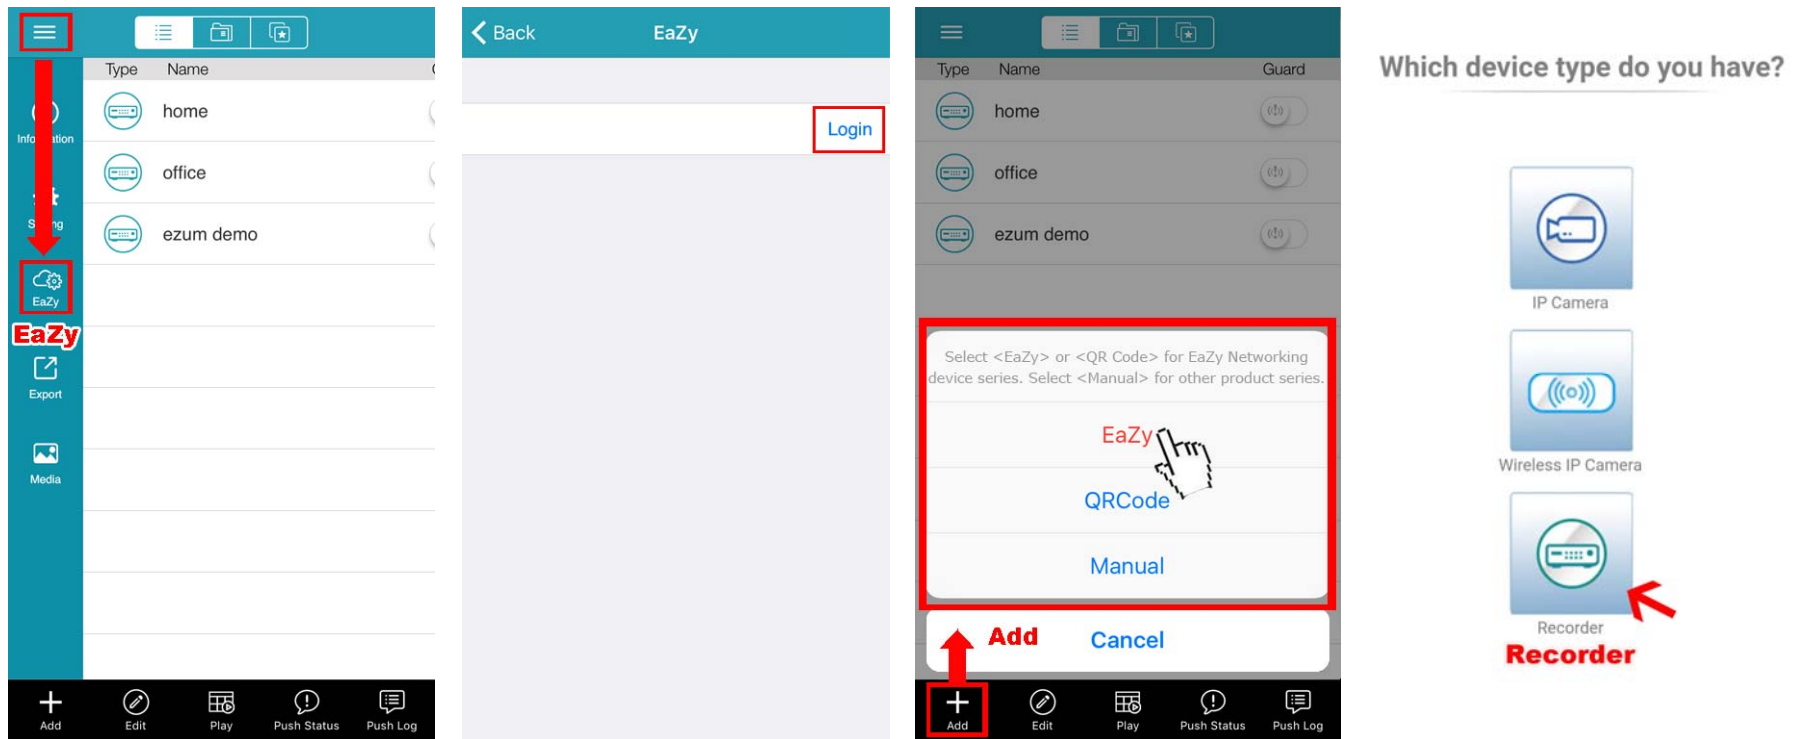 Type Name
home
Information
office
Setting
ezum demo
EaZy
EaZy
Export
Media
Add Edit Play Push Status Push Log
Back EaZy
Login
Type Name Guard
home
office
ezum demo
Select <EaZy> or <QR Code> for EaZy Networking
device series. Select <Manual> for other product series.
EaZy
QRCode
Manual
Add
Cancel
Add Edit Play Push Status Push Log
Which device type do you have?
IP Camera
Wireless IP Camera
Recorder
Recorder